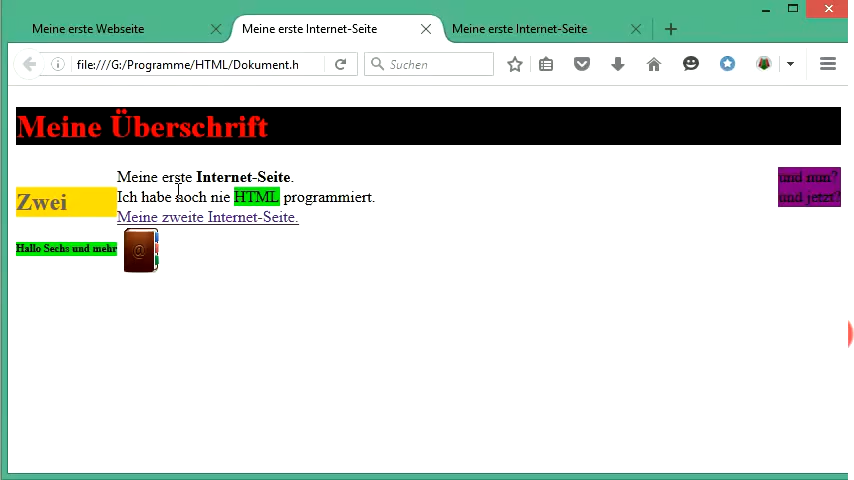 Meine erste Webseite
Meine erste Internet-Seite
Meine erste Internet-Seite
file:///G:/Programme/HTML/Dokument.h
Suchen
Meine Überschrift
Zwei
Hallo Sechs und mehr
Meine erste Internet-Seite.
Ich habe noch nie HTML programmiert.
Meine zweite Internet-Seite.
@
und nun?
und jetzt?